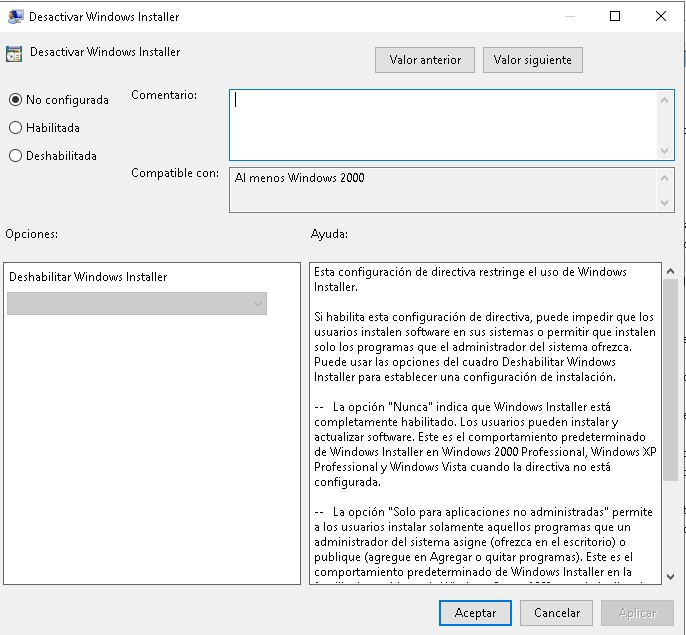 Desactivar Windows Installer
Desactivar Windows Installer
Valor anterior
Valor siguiente
No configurada
Habilitada
Deshabilitada
Comentario:
Compatible con:
Al menos Windows 2000
Opciones:
Ayuda:
Deshabilitar Windows Installer
Esta configuración de directiva restringe el uso de Windows
Installer.
Si habilita esta configuración de directiva, puede impedir que los
usuarios instalen software en sus sistemas o permitir que instalen
solo los programas que el administrador del sistema ofrezca.
Puede usar las opciones del cuadro Deshabilitar Windows
Installer para establecer una configuración de instalación.
-- La opción "Nunca" indica que Windows Installer está
completamente habilitado. Los usuarios pueden instalar y
actualizar software. Este es el comportamiento predeterminado
de Windows Installer en Windows 2000 Professional, Windows XP
Professional y Windows Vista cuando la directiva no está
configurada.
-- La opción "Solo para aplicaciones no administradas" permite
a los usuarios instalar solamente aquellos programas que un
administrador del sistema asigne (ofrezca en el escritorio) o
publique (agregue en Agregar o quitar programas). Este es el
comportamiento predeterminado de Windows Installer en la
Aceptar
Cancelar
Aplicar